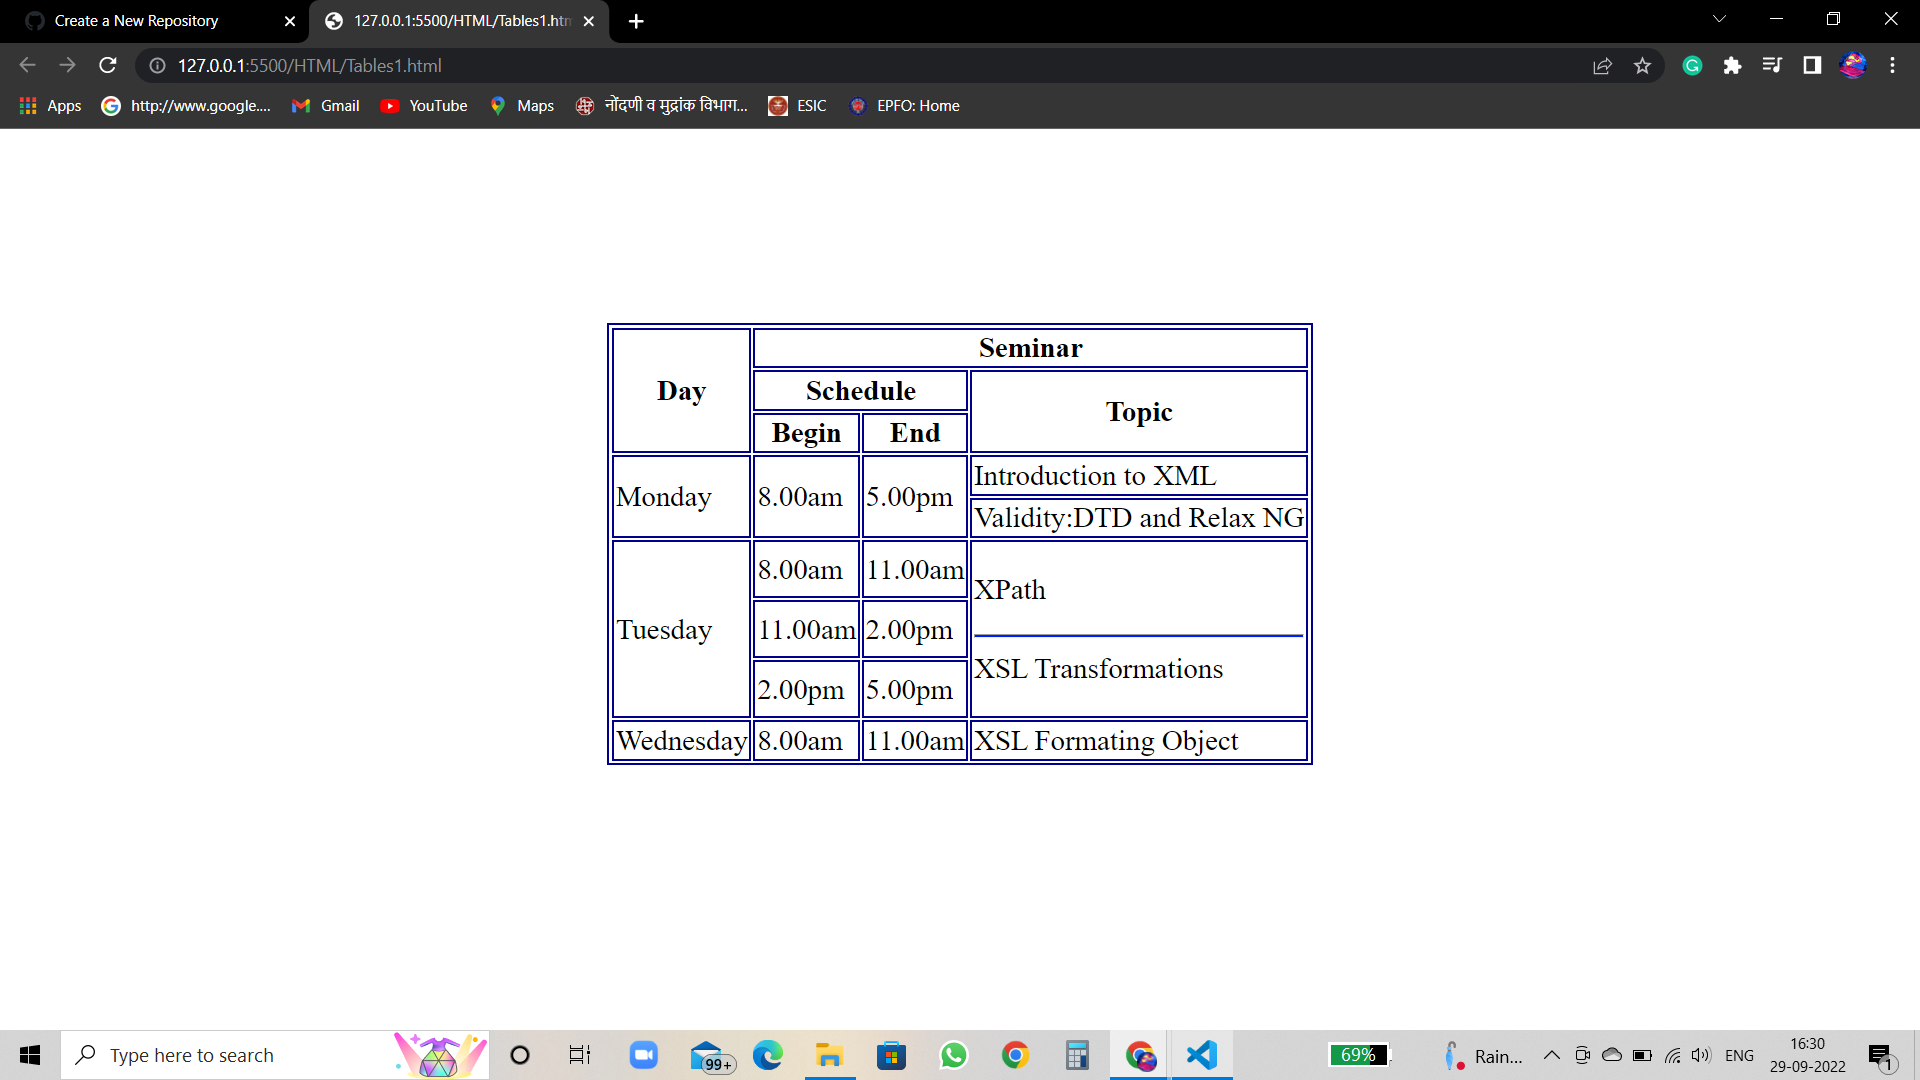 Create a New Repository
127.0.0.1:5500/HTML/Tables1.htm
127.0.0.1:5500/HTML/Tables1.html
Apps
http://www.google....
Gmail
YouTube
Maps
नोंदणी व मुद्रांक विभाग...
ESIC
EPFO: Home
Day
Seminar
Schedule
Topic
Begin
End
Monday
8.00am
5.00pm
Introduction to XML
Validity:DTD and Relax NG
Tuesday
8.00am
11.00am
XPath
11.00am
2.00pm
XSL Transformations
2.00pm
5.00pm
Wednesday
8.00am
11.00am
XSL Formating Object
Type here to search
99+
69%
Rain...
ENG
16:30
29-09-2022
1